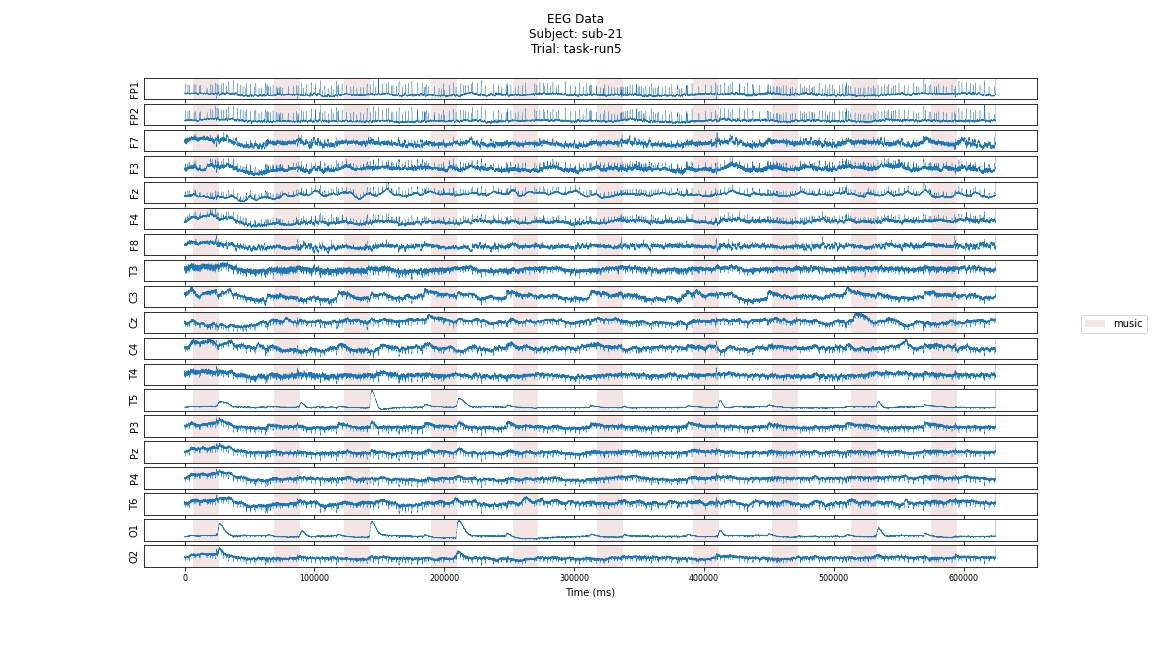 EEG Data
Subject: sub-21
Trial: task-run5
FP1
FP2
F7
F3
Fz
F4
F8
T3
C3
Cz
C4
T4
T5
P3
Pz
P4
T6
O1
O2
music
0 100000 200000 300000 400000 500000 600000
Time (ms)